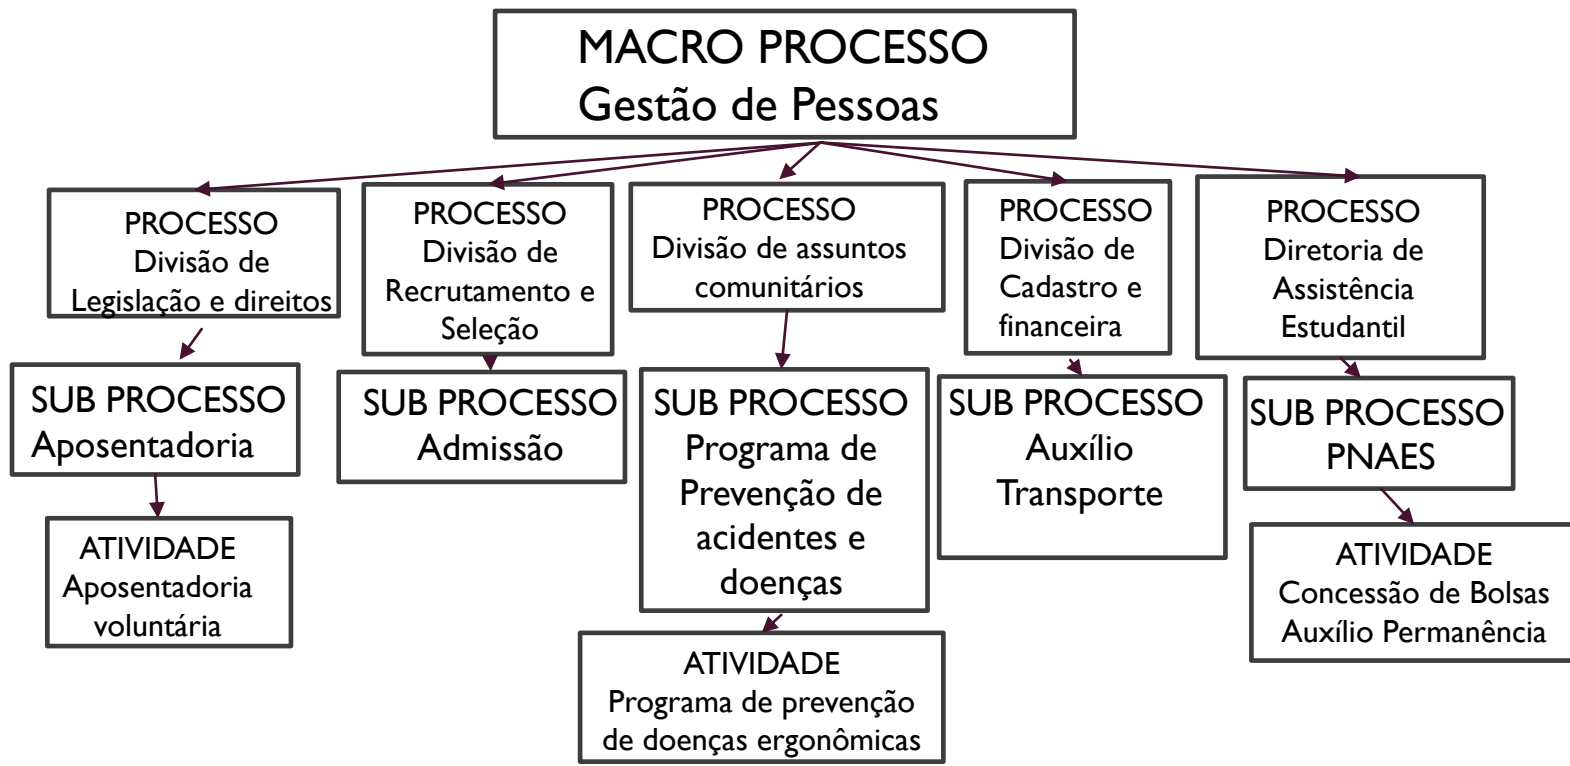 MACRO PROCESSO
Gestão de Pessoas
PROCESSO
Divisão de
Legislação e direitos
PROCESSO
Divisão de
Recrutamento e
Seleção
PROCESSO
Divisão de assuntos
comunitários
PROCESSO
Divisão de
Cadastro e
financeira
PROCESSO
Diretoria de
Assistência
Estudantil
SUB PROCESSO
Aposentadoria
SUB PROCESSO
Admissão
SUB PROCESSO
Programa de
Prevenção de
acidentes e
doenças
SUB PROCESSO
Auxílio
Transporte
SUB PROCESSO
PNAES
ATIVIDADE
Aposentadoria
voluntária
ATIVIDADE
Programa de prevenção
de doenças ergonômicas
ATIVIDADE
Concessão de Bolsas
Auxílio Permanência